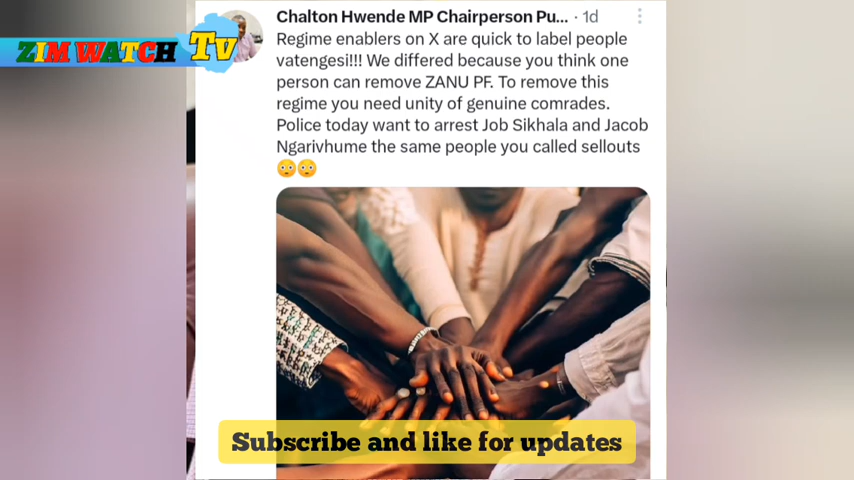 ZIM WATCH Tv
Chalton Hwende MP Chairperson Pu... · 1d
Regime enablers on X are quick to label people
vatengesi!!! We differed because you think one
person can remove ZANU PF. To remove this
regime you need unity of genuine comrades.
Police today want to arrest Job Sikhala and Jacob
Ngarivhume the same people you called sellouts
😳😳
Subscribe and like for updates